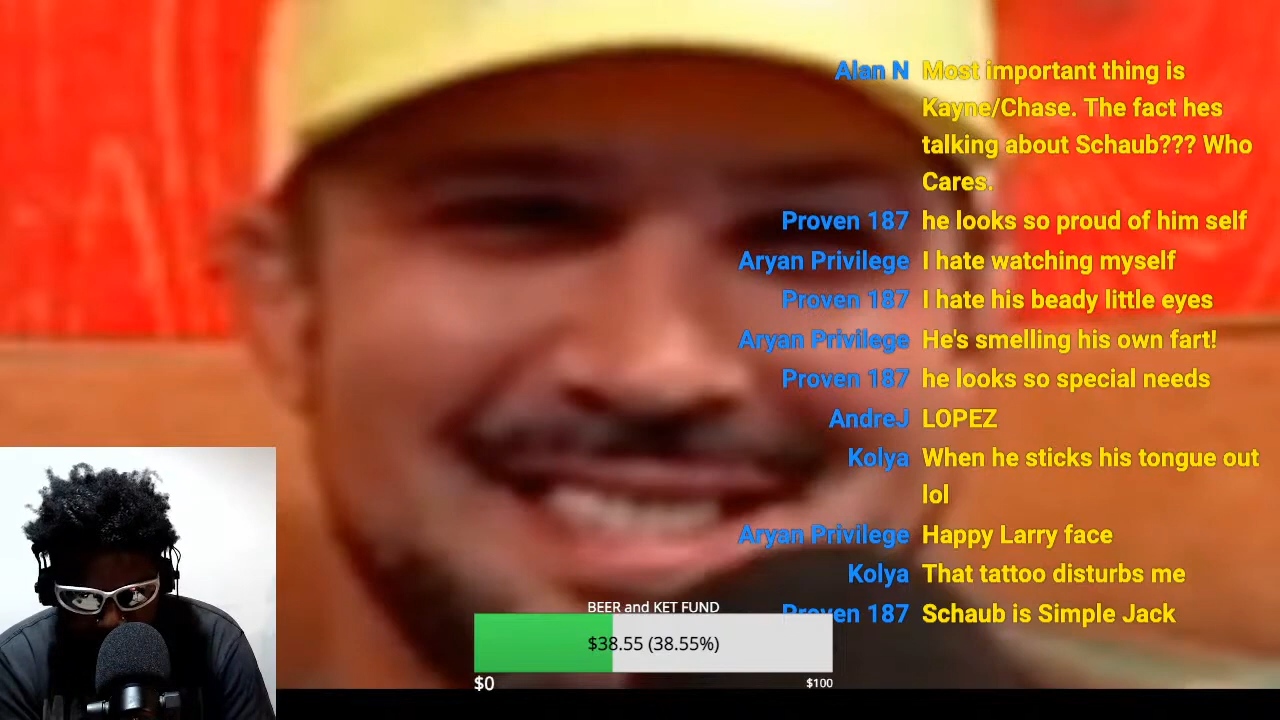 Alan N Most important thing is
Kayne/Chase. The fact hes
talking about Schaub??? Who
Cares.
Proven 187 he looks so proud of him self
Aryan Privilege I hate watching myself
Proven 187 I hate his beady little eyes
Aryan Privilege He's smelling his own fart!
Proven 187 he looks so special needs
AndreJ LOPEZ
Kolya When he sticks his tongue out
lol
Aryan Privilege Happy Larry face
Kolya That tattoo disturbs me
Proven 187 Schaub is Simple Jack
BEER and KET FUND
$38.55 (38.55%)
$0 $100